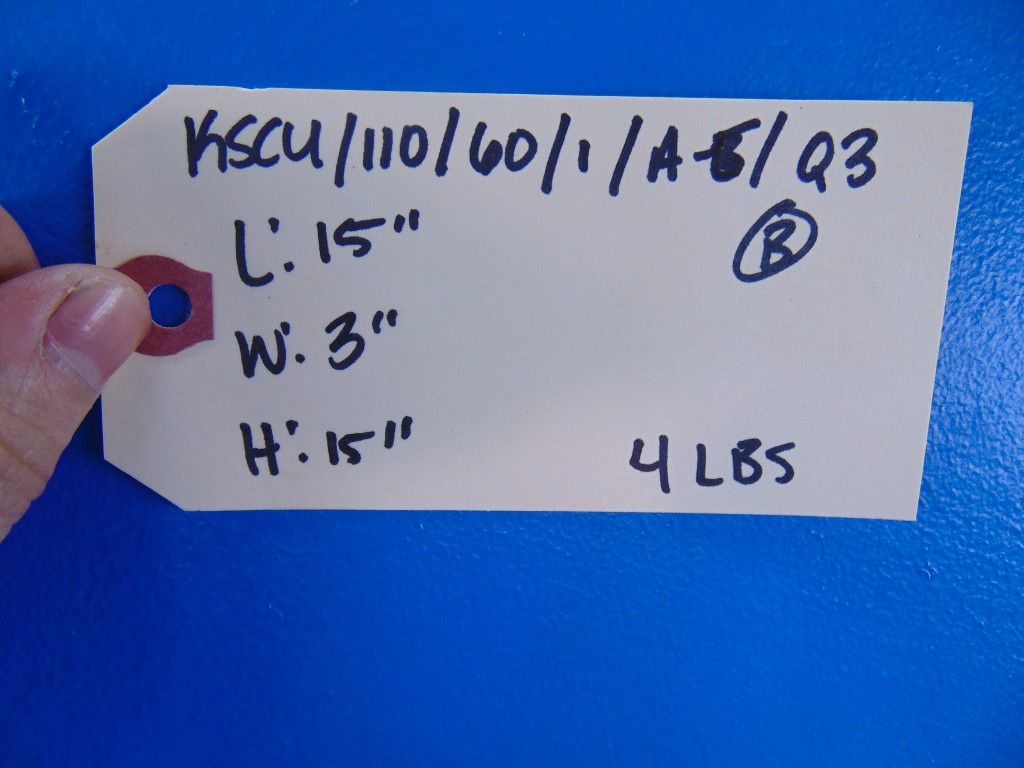 KSCU/110/60/1/A-B/Q3
L: 15"
B
W: 3"
H: 15"
4 LBS